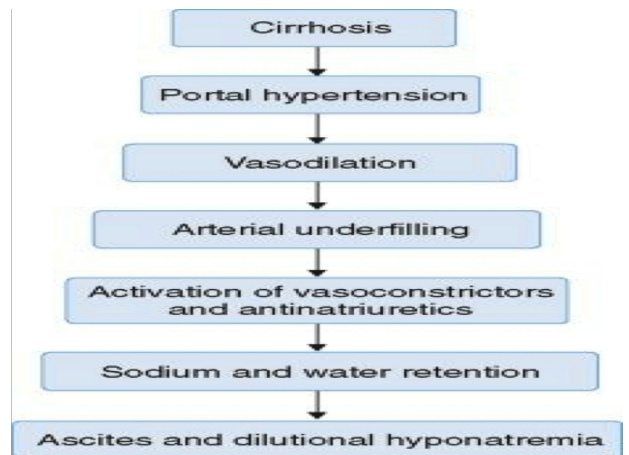 Cirrhosis
Portal hypertension
Vasodilation
Arterial underfilling
Activation of vasoconstrictors
and antinatriuretics
Sodium and water retention
Ascites and dilutional hyponatremia